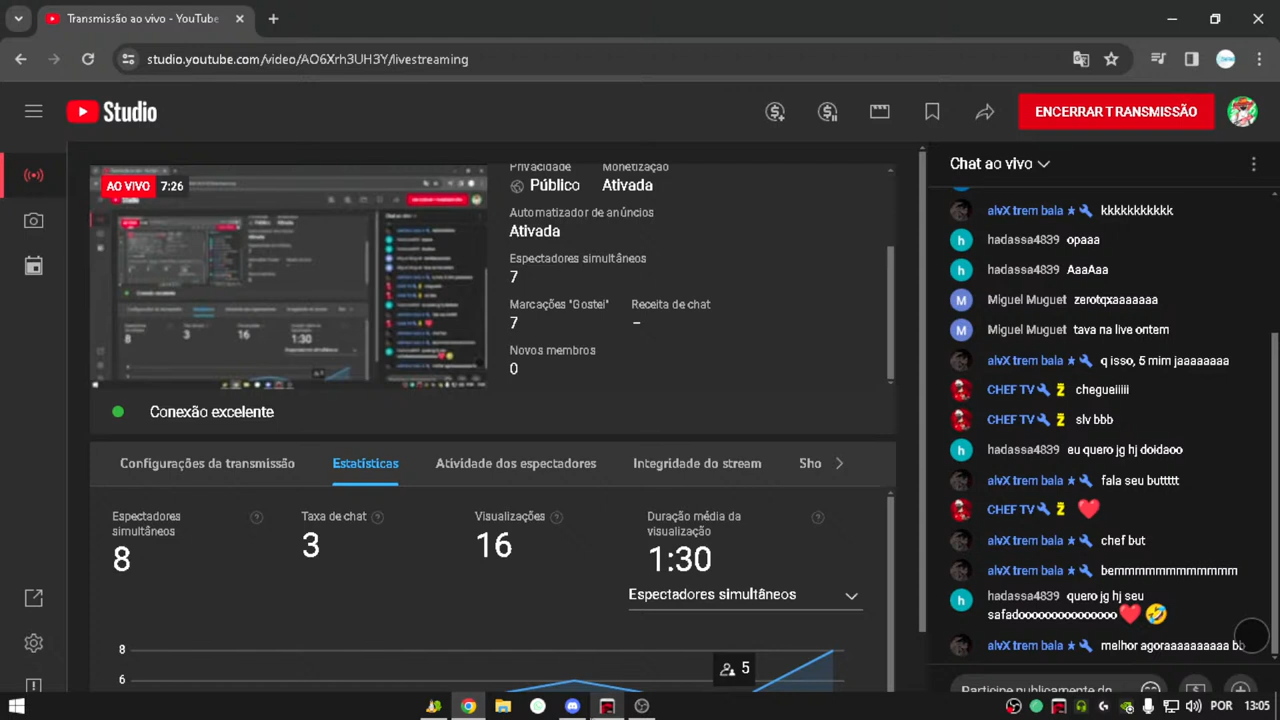 Transmissão ao vivo - YouTube
studio.youtube.com/video/AO6Xrh3UH3Y/livestreaming
Studio
ENCERRAR TRANSMISSÃO
AO VIVO 7:26
Privacidade Monetização
Público Ativada
Automatizador de anúncios
Ativada
Espectadores simultâneos
7
Marcações "Gostei" Receita de chat
7 –
Novos membros
0
Conexão excelente
Configurações da transmissão Estatísticas Atividade dos espectadores Integridade do stream Sho
Espectadores simultâneos
8
Taxa de chat
3
Visualizações
16
Duração média da visualização
1:30
Espectadores simultâneos
8
6
5
Chat ao vivo
alvX trem bala ★ kkkkkkkkkkk
hadassa4839 opaaa
hadassa4839 AaaAaa
Miguel Muguet zerotqxaaaaaaa
Miguel Muguet tava na live ontem
alvX trem bala ★ q isso, 5 mim jaaaaaaaa
CHEF TV chegueiiiii
CHEF TV slv bbb
hadassa4839 eu quero jg hj doidaoo
alvX trem bala ★ fala seu buttttt
CHEF TV ❤️
alvX trem bala ★ chef but
alvX trem bala ★ bemmmmmmmmmmm
hadassa4839 quero jg hj seu
safadooooooooooooooo❤️🤣
alvX trem bala ★ melhor agoraaaaaaaaaa bb
Participe publicamente do
POR 13:05